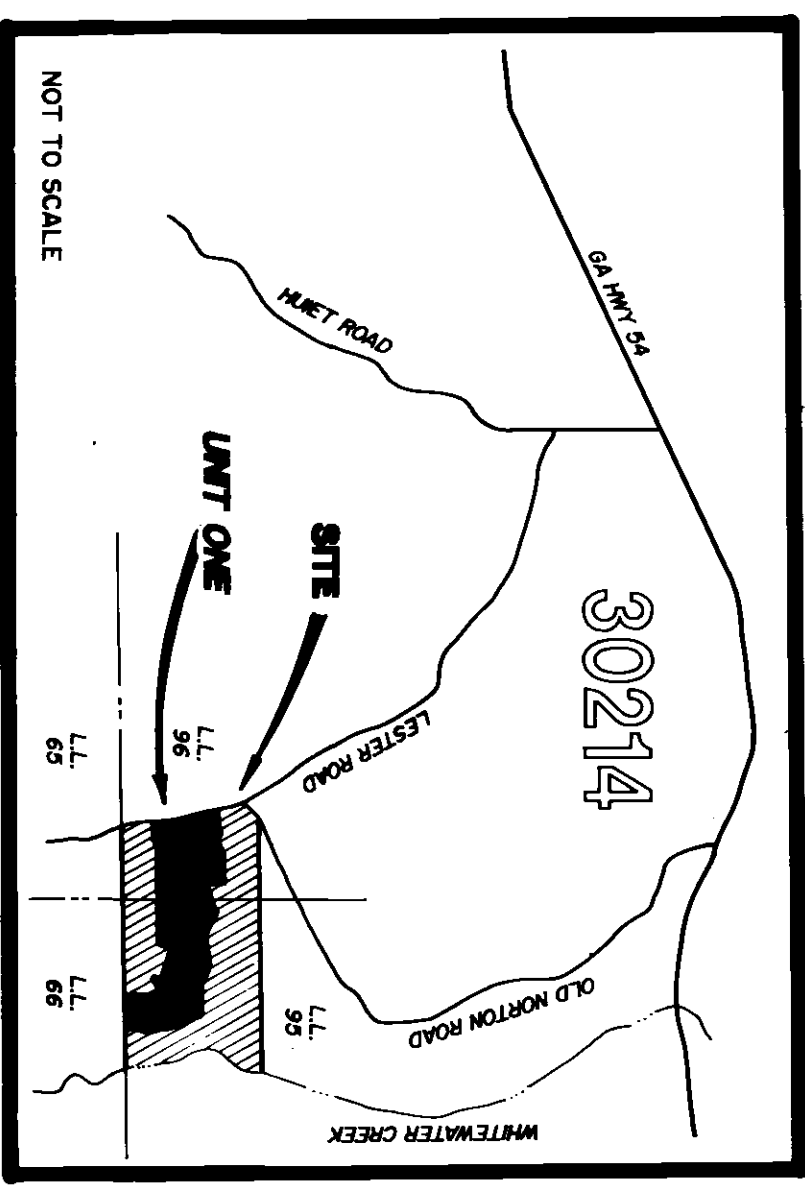 GA HWY 54
30214
HUIET ROAD
LESTER ROAD
OLD NORTON ROAD
WHITEWATER CREEK
SITE
UNIT ONE
L.L.
96
L.L.
95
L.L.
65
L.L.
66
NOT TO SCALE